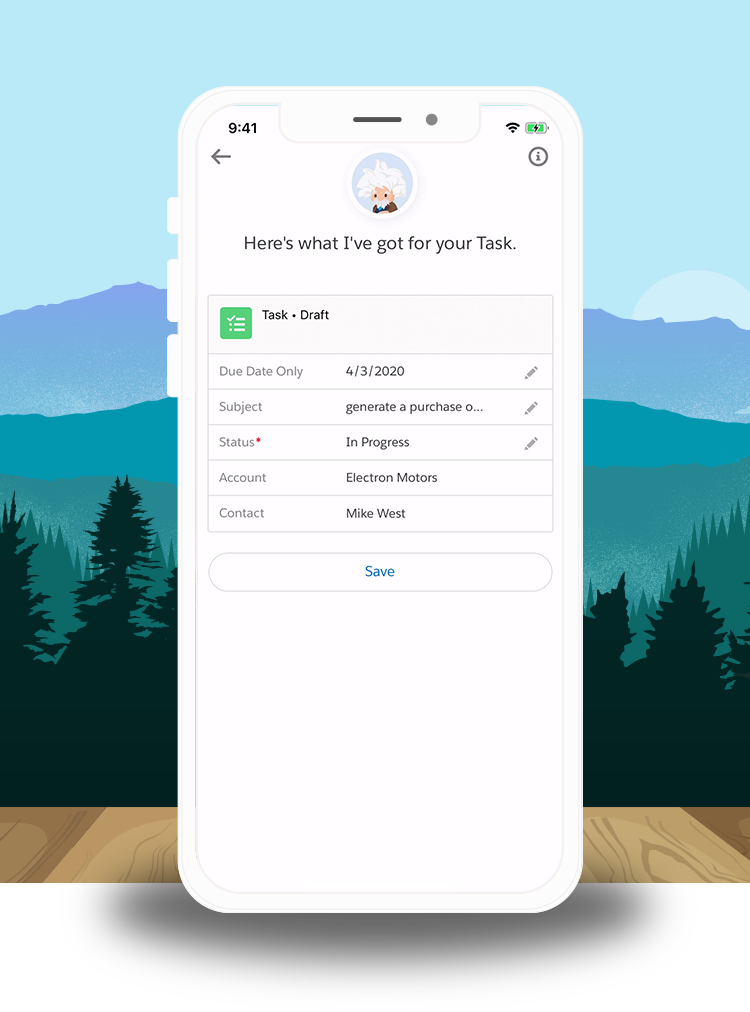 9:41
Here's what I've got for your Task.
Task • Draft
Due Date Only 4/3/2020
Subject generate a purchase o...
Status* In Progress
Account Electron Motors
Contact Mike West
Save